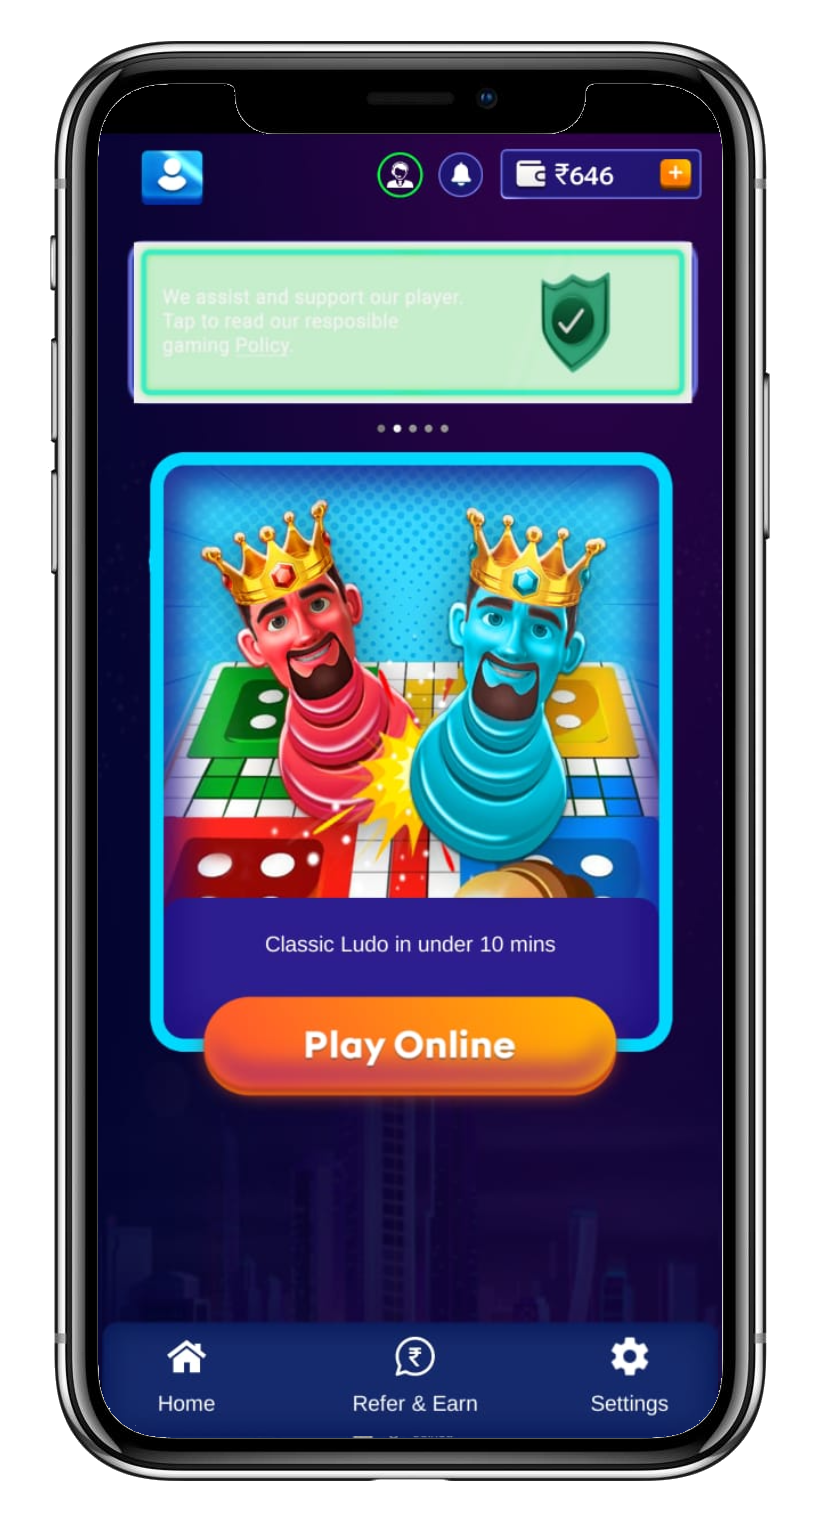 ₹646
We assist and support our player.
Tap to read our resposible
gaming Policy.
Classic Ludo in under 10 mins
Play Online
Home
Refer & Earn
Settings